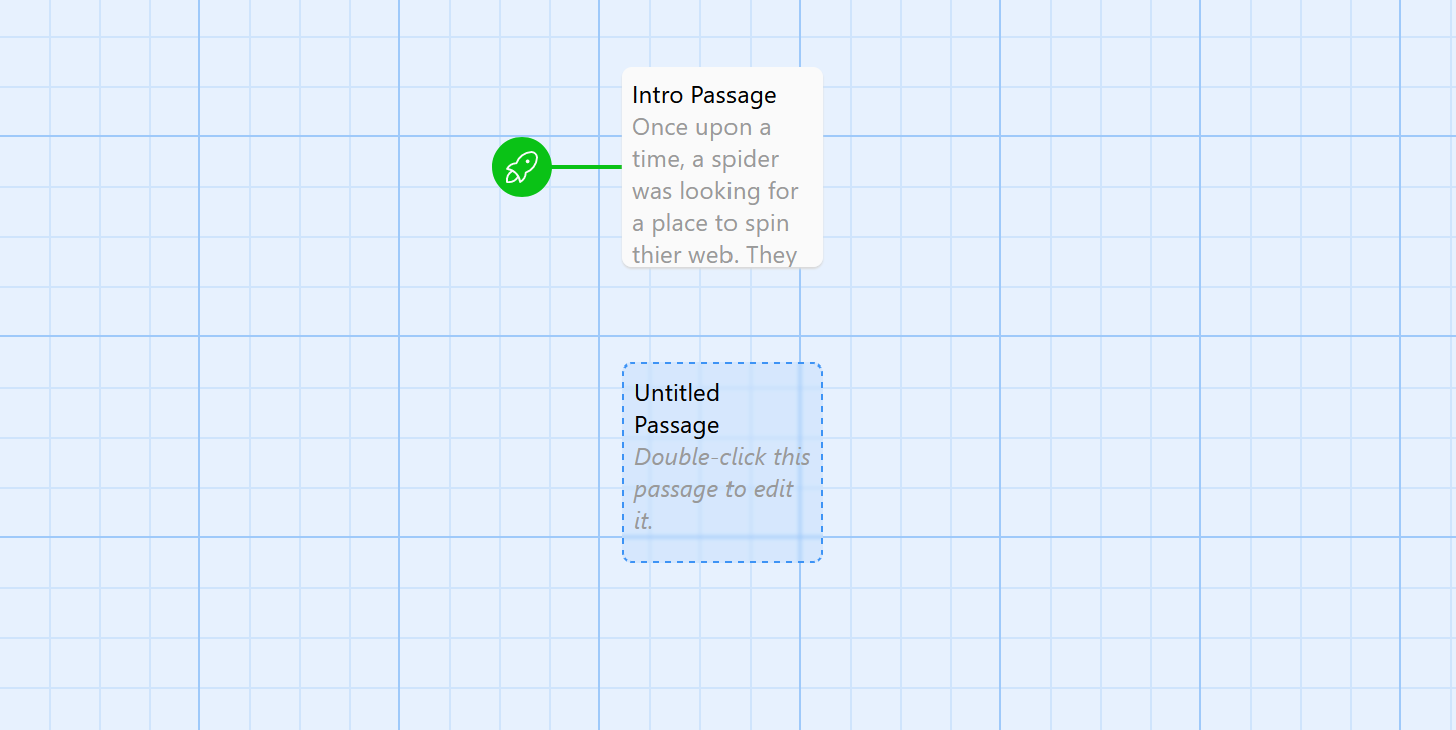 Intro Passage
Once upon a
time, a spider
was looking for
a place to spin
thier web. They
Untitled
Passage
Double-click this
passage to edit
it.